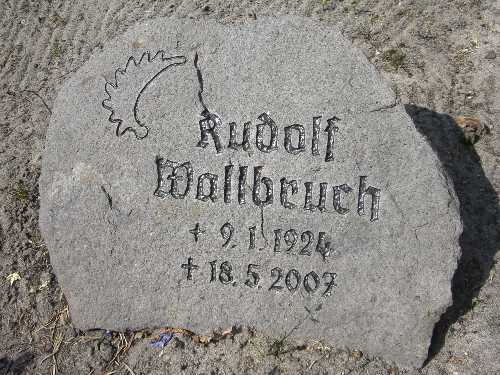 Rudolf
Wallbruch
† 9.1.1924
† 18.5.2007